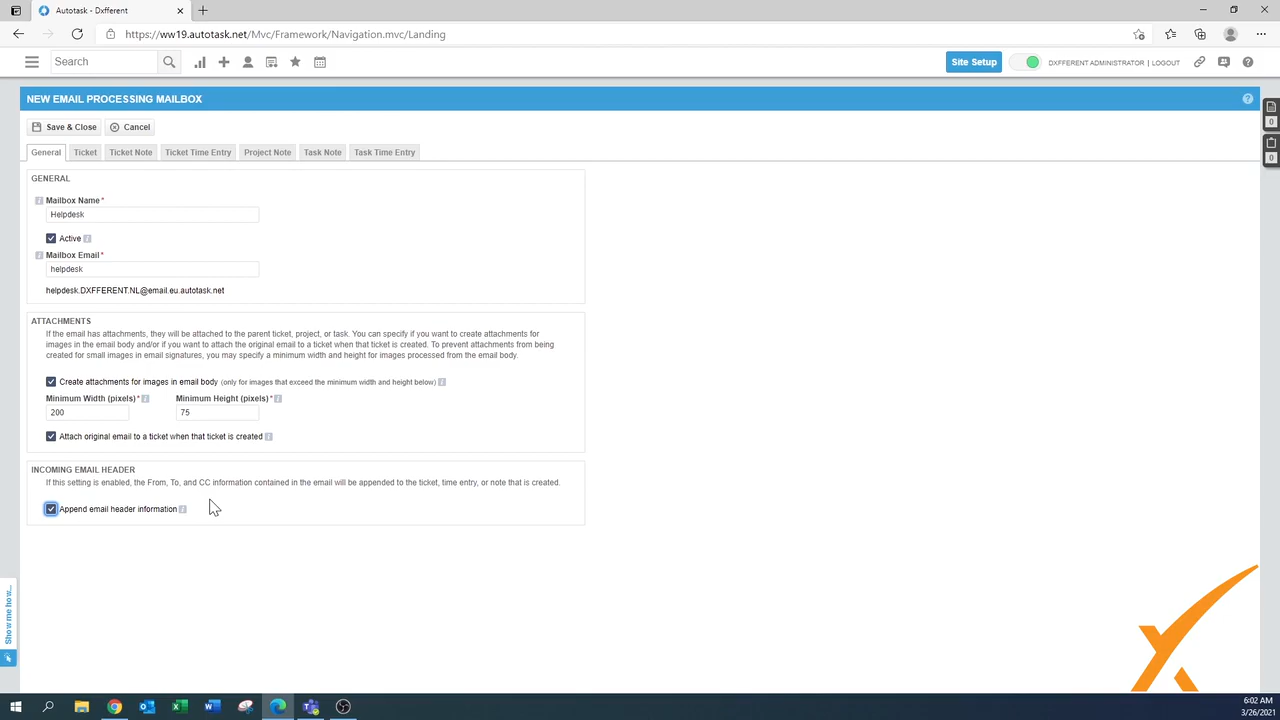 Autotask - Dxfferent
https://ww19.autotask.net/Mvc/Framework/Navigation.mvc/Landing
Search
Site Setup
DXFFERENT ADMINISTRATOR | LOGOUT
NEW EMAIL PROCESSING MAILBOX
Save & Close
Cancel
General
Ticket
Ticket Note
Ticket Time Entry
Project Note
Task Note
Task Time Entry
0
0
GENERAL
Mailbox Name*
Helpdesk
Active
Mailbox Email*
helpdesk
helpdesk.DXFFERENT.NL@email.eu.autotask.net
ATTACHMENTS
If the email has attachments, they will be attached to the parent ticket, project, or task. You can specify if you want to create attachments for
images in the email body and/or if you want to attach the original email to a ticket when that ticket is created. To prevent attachments from being
created for small images in email signatures, you may specify a minimum width and height for images processed from the email body.
Create attachments for images in email body (only for images that exceed the minimum width and height below)
Minimum Width (pixels)*
Minimum Height (pixels)*
200
75
Attach original email to a ticket when that ticket is created
INCOMING EMAIL HEADER
If this setting is enabled, the From, To, and CC information contained in the email will be appended to the ticket, time entry, or note that is created.
Append email header information
Show me how...
6:02 AM
3/26/2021